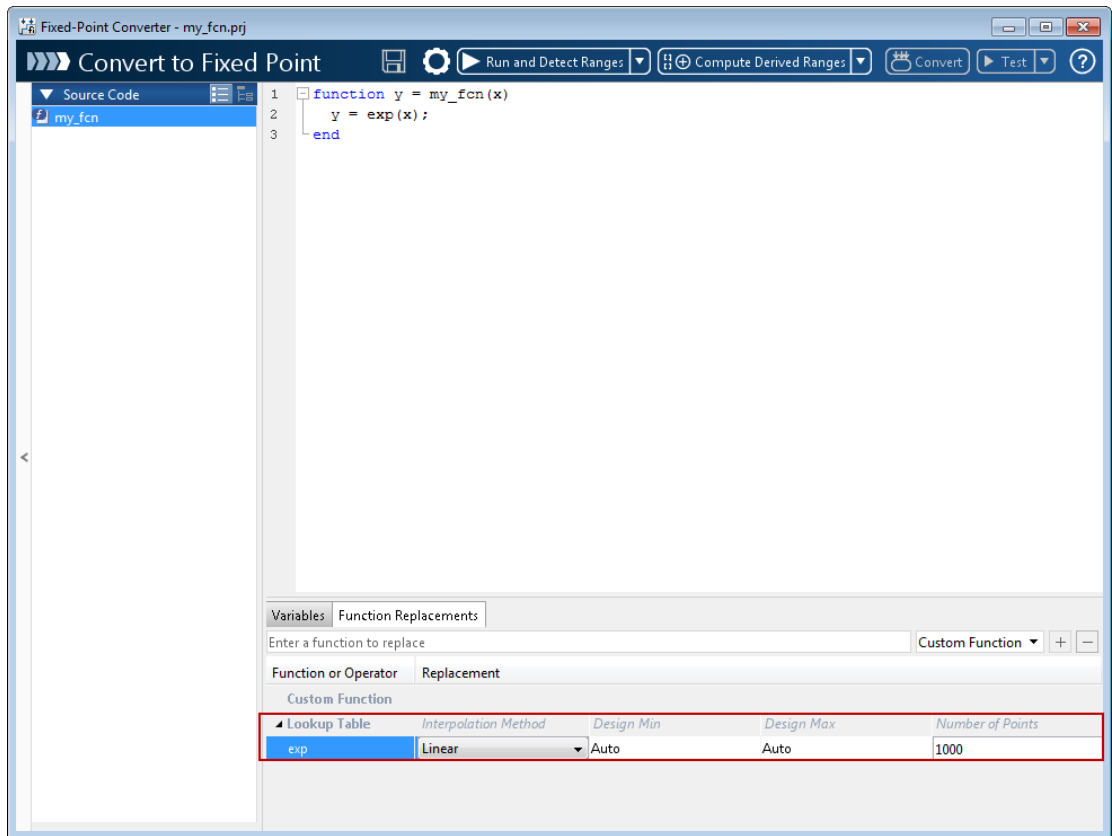 Fixed-Point Converter - my_fcn.prj
Convert to Fixed Point Run and Detect Ranges Compute Derived Ranges Convert Test ?
Source Code
my_fcn
1 function y = my_fcn(x)
2 y = exp(x);
3 end
<
Variables Function Replacements
Enter a function to replace Custom Function + −
Function or Operator Replacement
Custom Function
Lookup Table Interpolation Method Design Min Design Max Number of Points
exp Linear Auto Auto 1000